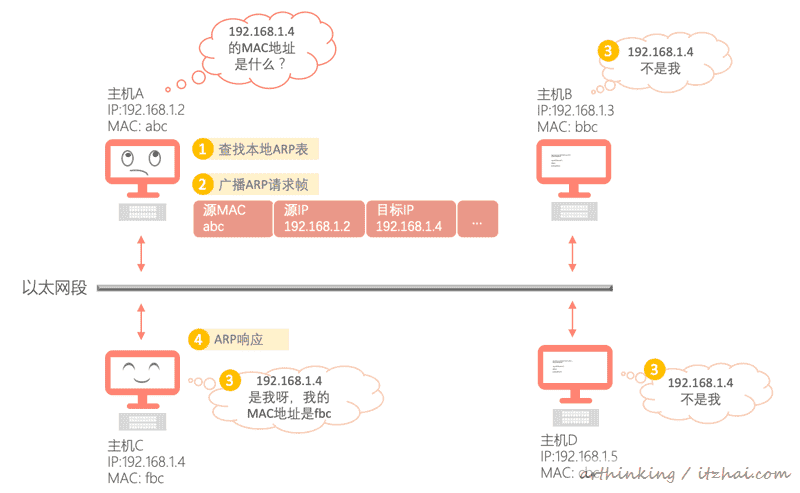 192.168.1.4
的MAC地址
是什么？
3
192.168.1.4
不是我
主机A
IP:192.168.1.2
MAC: abc
主机B
IP:192.168.1.3
MAC: bbc
1 查找本地ARP表
2 广播ARP请求帧
源MAC
abc
源IP
192.168.1.2
目标IP
192.168.1.4
...
以太网段
4 ARP响应
3
192.168.1.4
是我呀，我的
MAC地址是fbc
3
192.168.1.4
不是我
主机C
IP:192.168.1.4
MAC: fbc
主机D
IP:192.168.1.5
MAC:
arthinking / itzhai.com